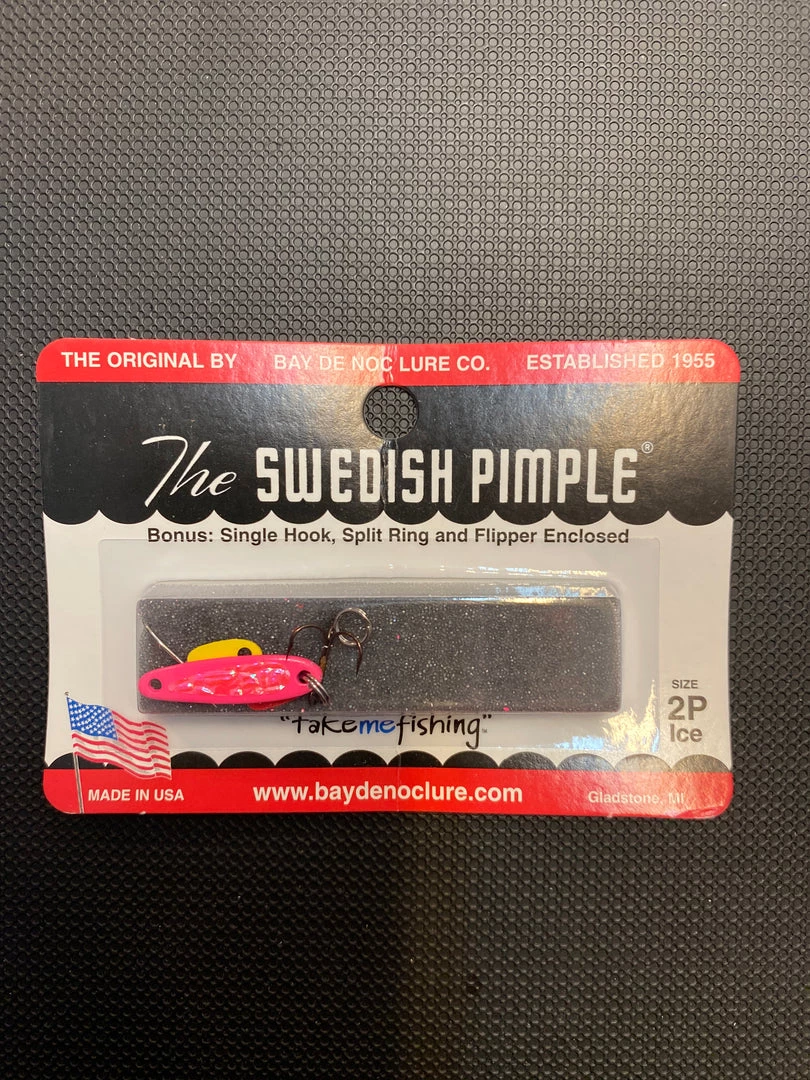 THE ORIGINAL BY BAY DE NOC LURE CO. ESTABLISHED 1955
The SWEDISH PIMPLE®
Bonus: Single Hook, Split Ring and Flipper Enclosed
"takemefishing"™
SIZE
2P
Ice
MADE IN USA www.baydenoclure.com Gladstone, MI